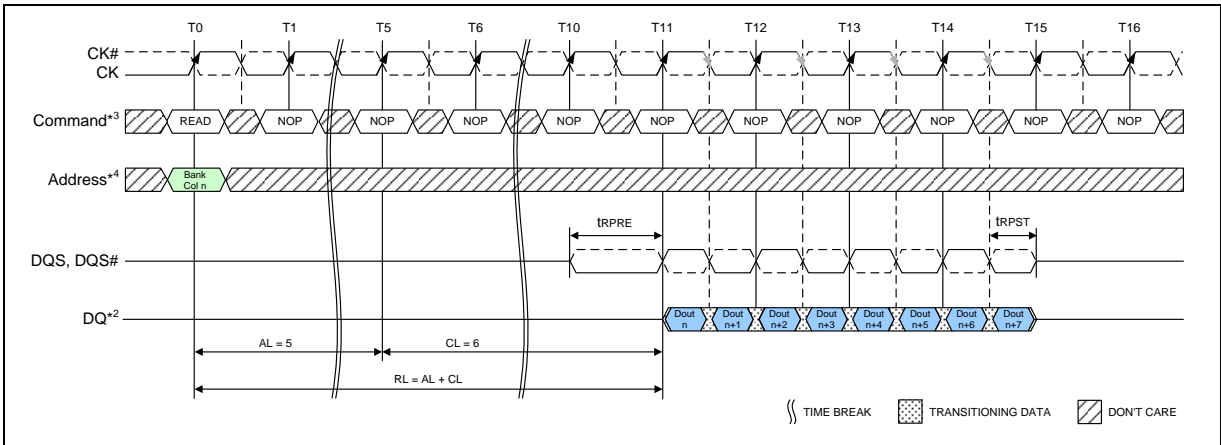 T0 T1 T5 T6 T10 T11 T12 T13 T14 T15 T16
CK#
CK
Command*3 READ NOP NOP NOP NOP NOP NOP NOP NOP NOP NOP
Address*4 Bank
Col n
tRPRE tRPST
DQS, DQS#
DQ*2 Dout Dout Dout Dout Dout Dout Dout Dout
n n+1 n+2 n+3 n+4 n+5 n+6 n+7
AL = 5 CL = 6
RL = AL + CL
TIME BREAK TRANSITIONING DATA DON'T CARE